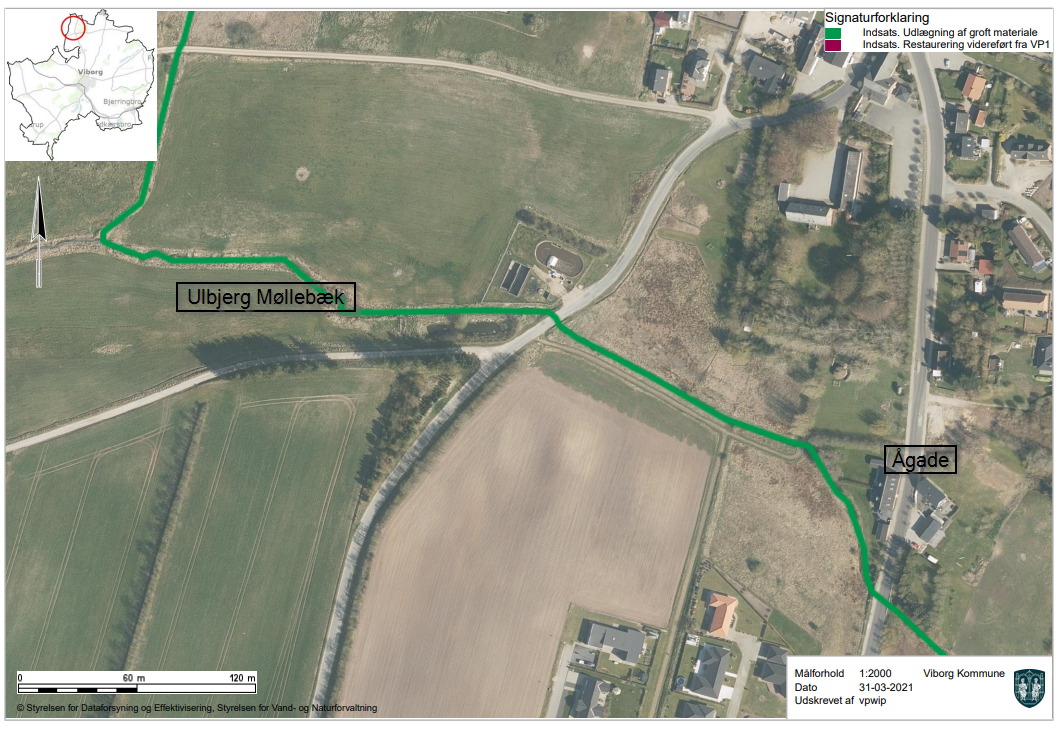 Signaturforklaring
Indsats. Udlægning af groft materiale
Indsats. Restaurering videreført fra VP1
Viborg
Bjerringbro
Ulbjerg Møllebæk
Ågade
0 60 m 120 m
© Styrelsen for Dataforsyning og Effektivisering, Styrelsen for Vand- og Naturforvaltning
Målforhold 1:2000 Viborg Kommune
Dato 31-03-2021
Udskrevet af vpwip